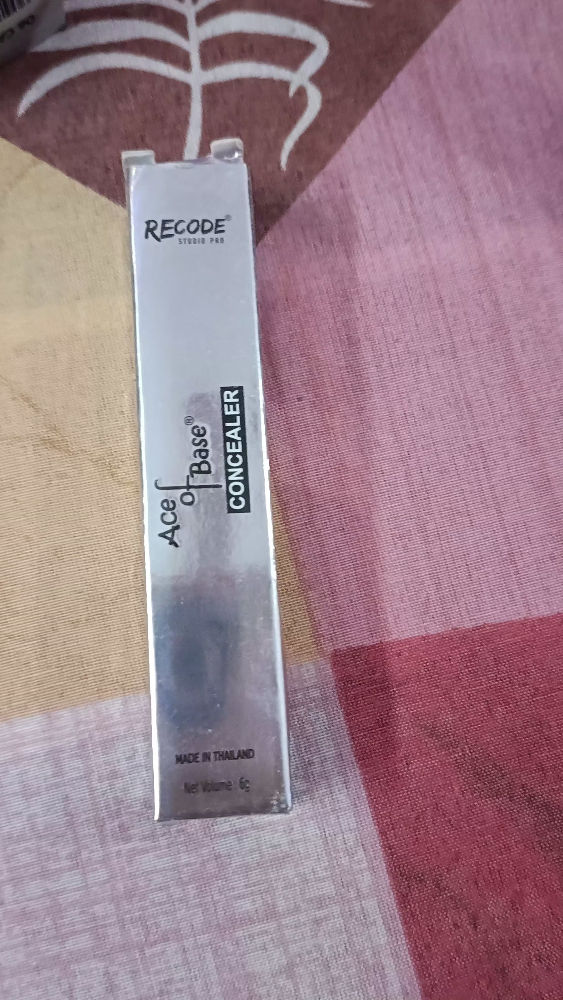 RECODE®
STUDIO PRO
Ace
of
Base®
CONCEALER
MADE IN THAILAND
Net Volume : 6g